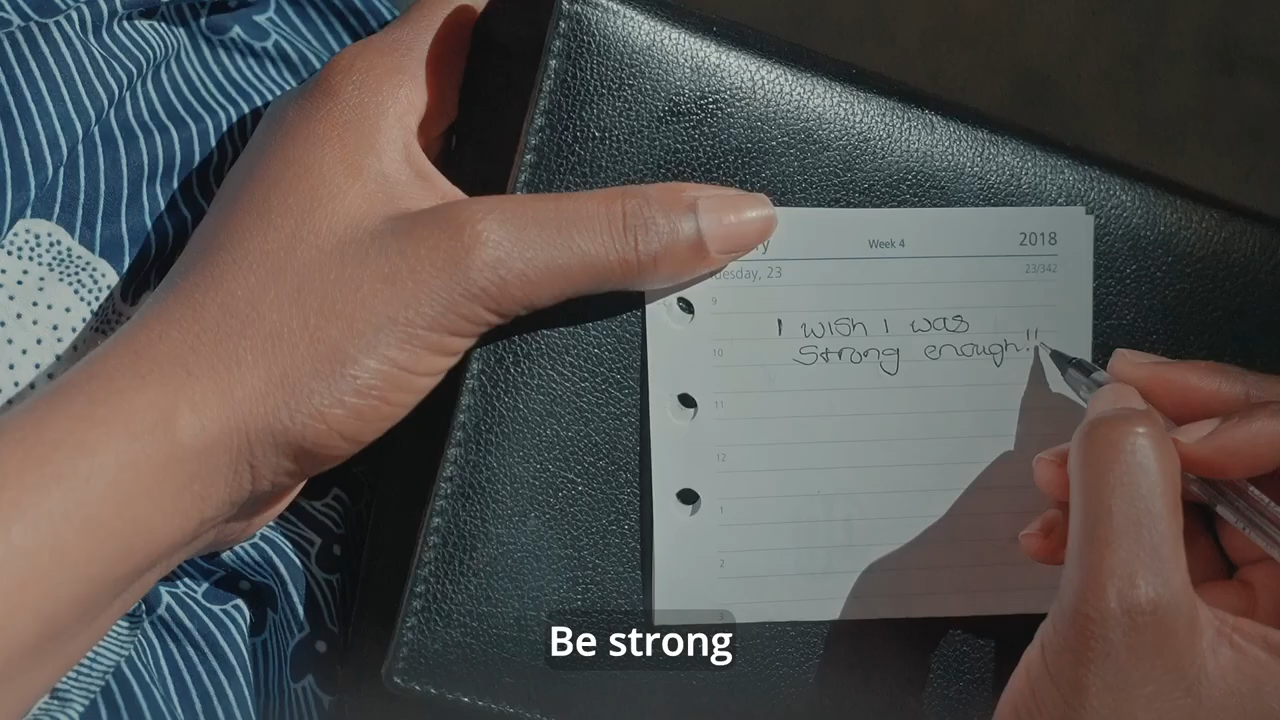 Week 4
2018
uesday, 23
23/342
9
I wish I was
10
strong enough!!
11
12
1
2
3
Be strong